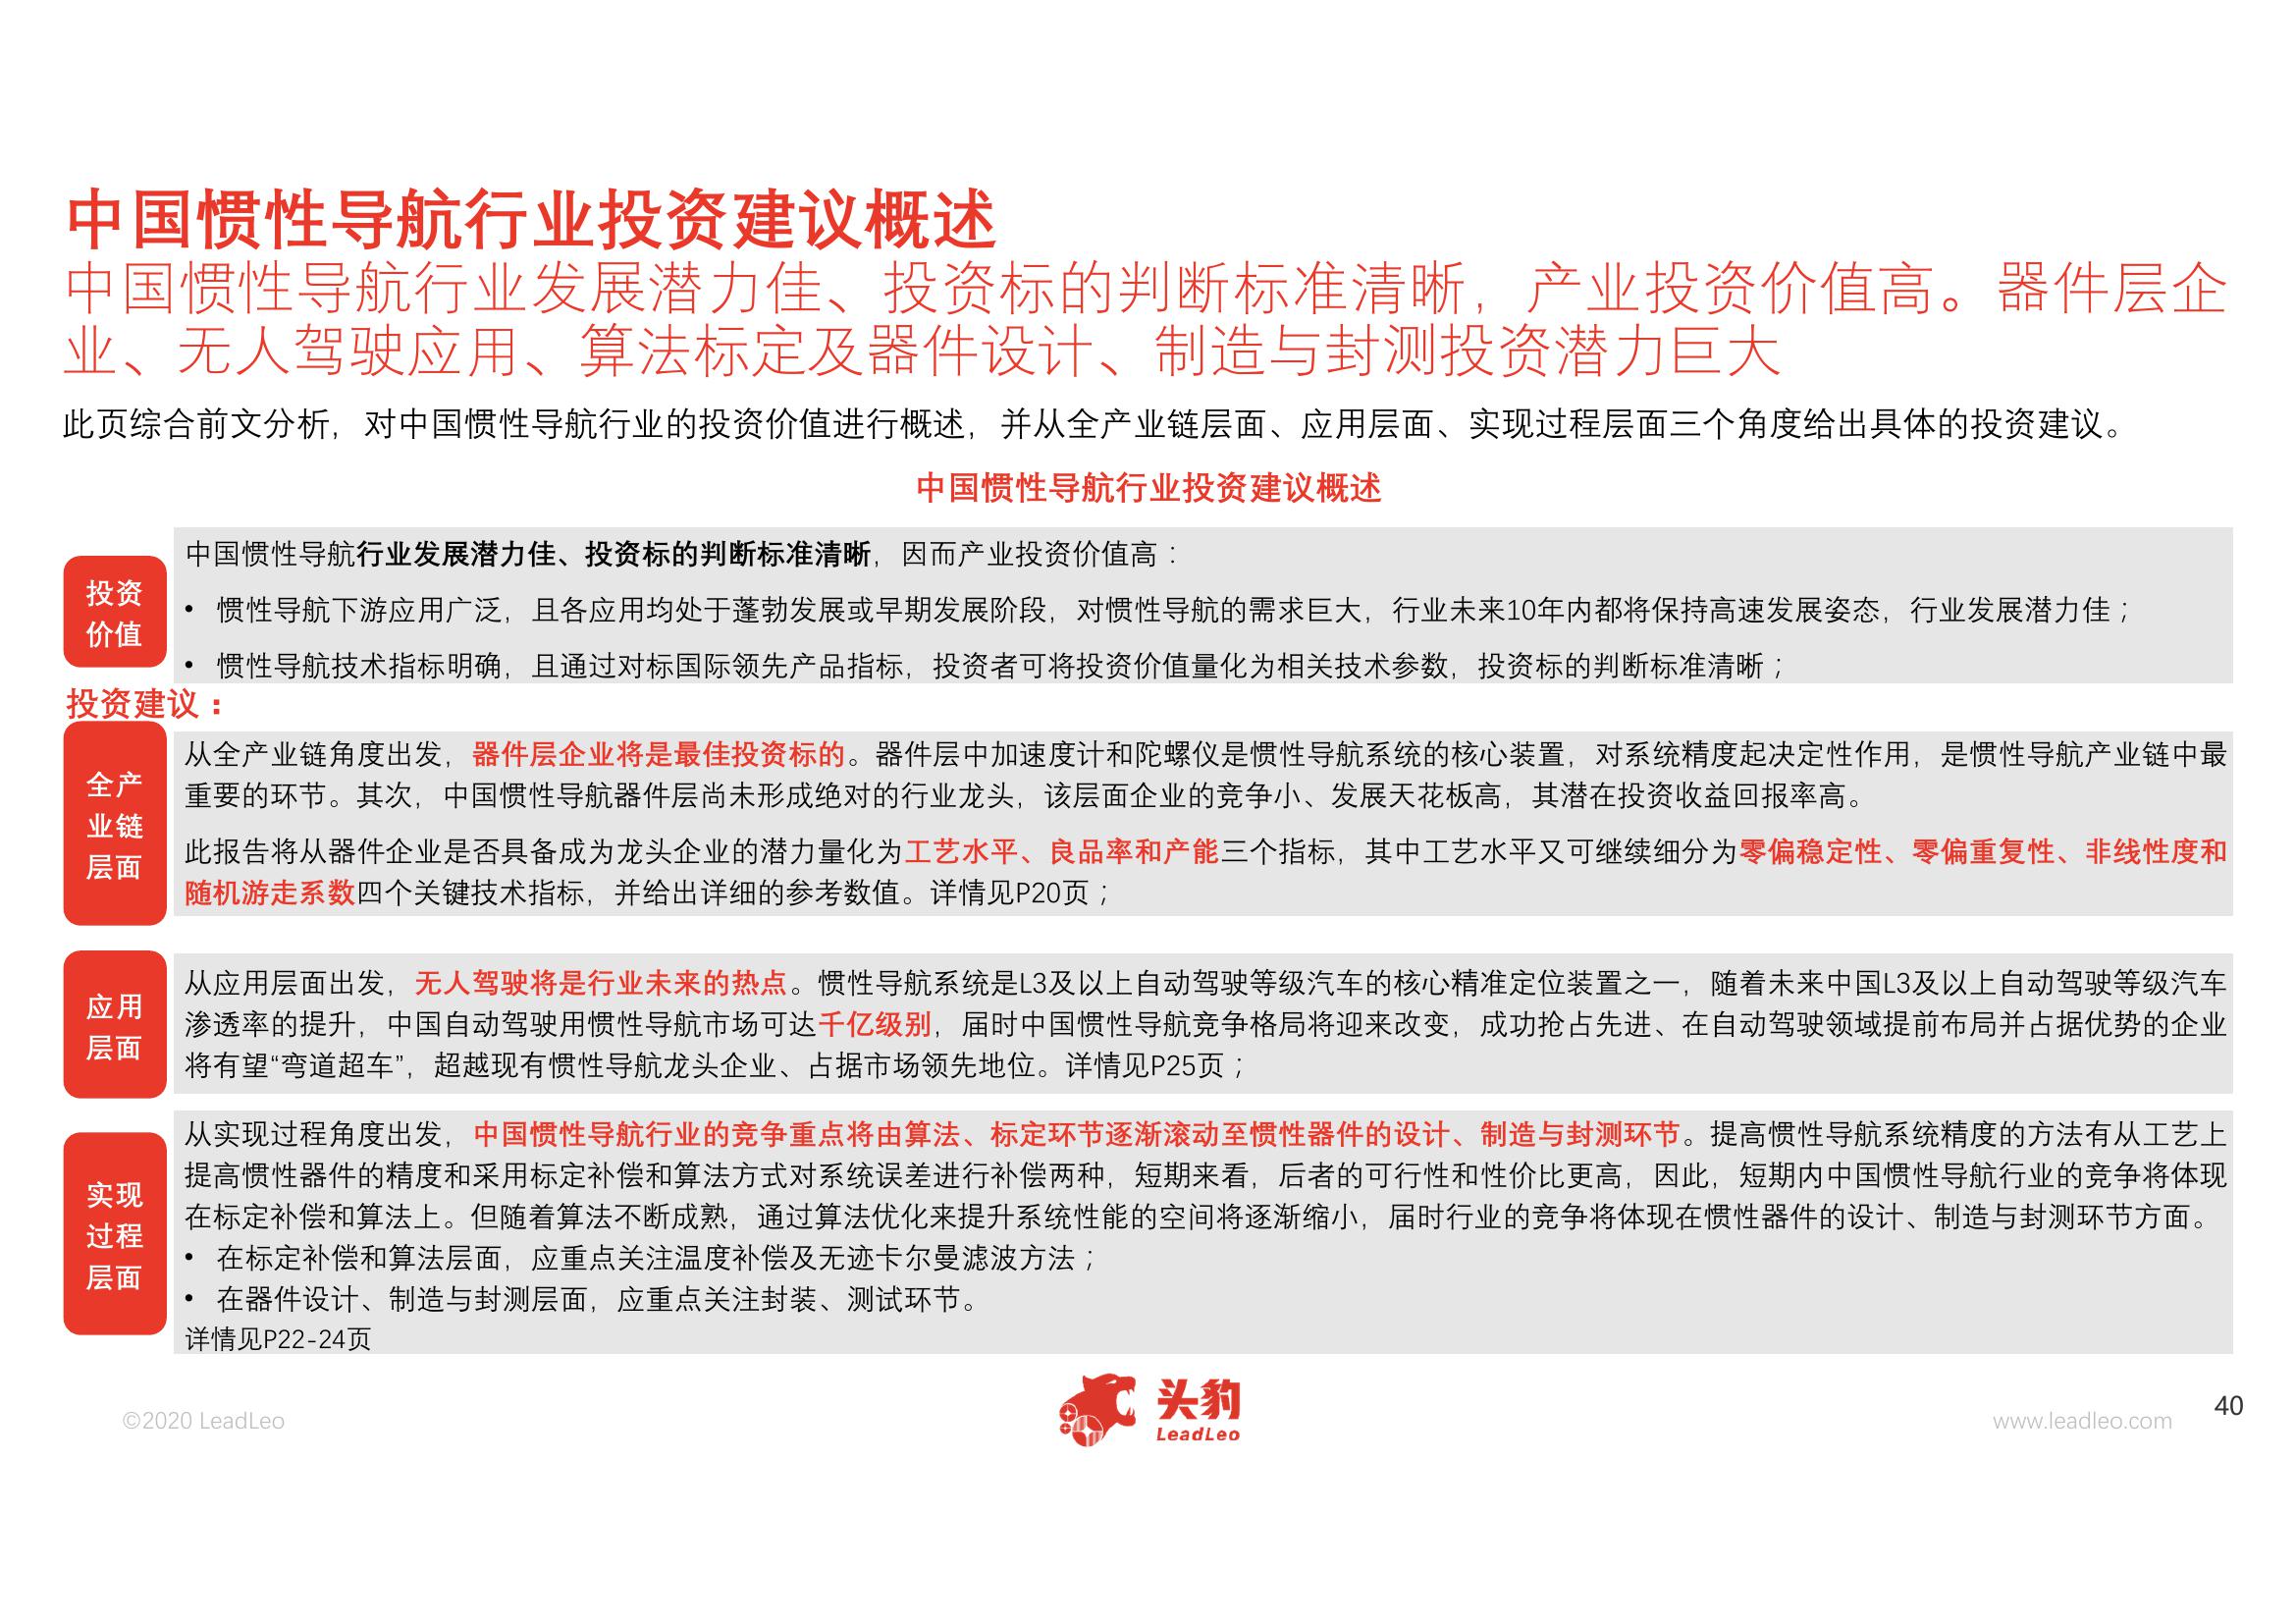 中国惯性导航行业投资建议概述
中国惯性导航行业发展潜力佳、投资标的判断标准清晰，产业投资价值高。器件层企
业、无人驾驶应用、算法标定及器件设计、制造与封测投资潜力巨大
此页综合前文分析，对中国惯性导航行业的投资价值进行概述，并从全产业链层面、应用层面、实现过程层面三个角度给出具体的投资建议。
中国惯性导航行业投资建议概述
投资
价值
中国惯性导航行业发展潜力佳、投资标的判断标准清晰，因而产业投资价值高：
• 惯性导航下游应用广泛，且各应用均处于蓬勃发展或早期发展阶段，对惯性导航的需求巨大，行业未来10年内都将保持高速发展姿态，行业发展潜力佳；
• 惯性导航技术指标明确，且通过对标国际领先产品指标，投资者可将投资价值量化为相关技术参数，投资标的判断标准清晰；
投资建议：
全产
业链
层面
从全产业链角度出发，器件层企业将是最佳投资标的。器件层中加速度计和陀螺仪是惯性导航系统的核心装置，对系统精度起决定性作用，是惯性导航产业链中最
重要的环节。其次，中国惯性导航器件层尚未形成绝对的行业龙头，该层面企业的竞争小、发展天花板高，其潜在投资收益回报率高。
此报告将从器件企业是否具备成为龙头企业的潜力量化为工艺水平、良品率和产能三个指标，其中工艺水平又可继续细分为零偏稳定性、零偏重复性、非线性度和
随机游走系数四个关键技术指标，并给出详细的参考数值。详情见P20页；
应用
层面
从应用层面出发，无人驾驶将是行业未来的热点。惯性导航系统是L3及以上自动驾驶等级汽车的核心精准定位装置之一，随着未来中国L3及以上自动驾驶等级汽车
渗透率的提升，中国自动驾驶用惯性导航市场可达千亿级别，届时中国惯性导航竞争格局将迎来改变，成功抢占先进、在自动驾驶领域提前布局并占据优势的企业
将有望“弯道超车”，超越现有惯性导航龙头企业、占据市场领先地位。详情见P25页；
实现
过程
层面
从实现过程角度出发，中国惯性导航行业的竞争重点将由算法、标定环节逐渐滚动至惯性器件的设计、制造与封测环节。提高惯性导航系统精度的方法有从工艺上
提高惯性器件的精度和采用标定补偿和算法方式对系统误差进行补偿两种，短期来看，后者的可行性和性价比更高，因此，短期内中国惯性导航行业的竞争将体现
在标定补偿和算法上。但随着算法不断成熟，通过算法优化来提升系统性能的空间将逐渐缩小，届时行业的竞争将体现在惯性器件的设计、制造与封测环节方面。
• 在标定补偿和算法层面，应重点关注温度补偿及无迹卡尔曼滤波方法；
• 在器件设计、制造与封测层面，应重点关注封装、测试环节。
详情见P22-24页
©2020 LeadLeo
头豹
LeadLeo
www.leadleo.com
40